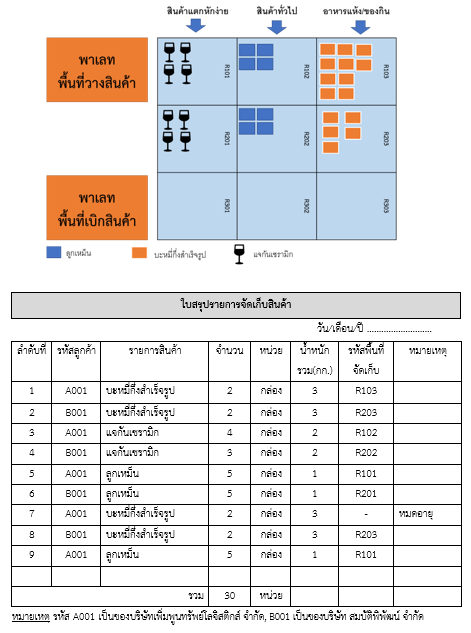 สินค้าแตกหักง่าย สินค้าทั่วไป อาหารแห้ง/ของกิน
พาเลท
พื้นที่วางสินค้า
R101 R102 R103
R201 R202 R203
พาเลท
พื้นที่เบิกสินค้า
R301 R302 R303
ลูกเหม็น บะหมี่กึ่งสำเร็จรูป แจกันเซรามิก
ใบสรุปรายการจัดเก็บสินค้า
วัน/เดือน/ปี ..........................
ลำดับที่ รหัสลูกค้า รายการสินค้า จำนวน หน่วย น้ำหนักรวม(กก.) รหัสพื้นที่จัดเก็บ หมายเหตุ
1 A001 บะหมี่กึ่งสำเร็จรูป 2 กล่อง 3 R103
2 B001 บะหมี่กึ่งสำเร็จรูป 2 กล่อง 3 R203
3 A001 แจกันเซรามิก 4 กล่อง 2 R102
4 B001 แจกันเซรามิก 3 กล่อง 2 R202
5 A001 ลูกเหม็น 5 กล่อง 1 R101
6 B001 ลูกเหม็น 5 กล่อง 1 R201
7 A001 บะหมี่กึ่งสำเร็จรูป 2 กล่อง 3 - หมดอายุ
8 B001 บะหมี่กึ่งสำเร็จรูป 2 กล่อง 3 R203
9 A001 ลูกเหม็น 5 กล่อง 1 R101
รวม 30 หน่วย
หมายเหตุ รหัส A001 เป็นของบริษัทเพิ่มพูนทรัพย์โลจิสติกส์ จำกัด, B001 เป็นของบริษัท สมบัติพิพัฒน์ จำกัด